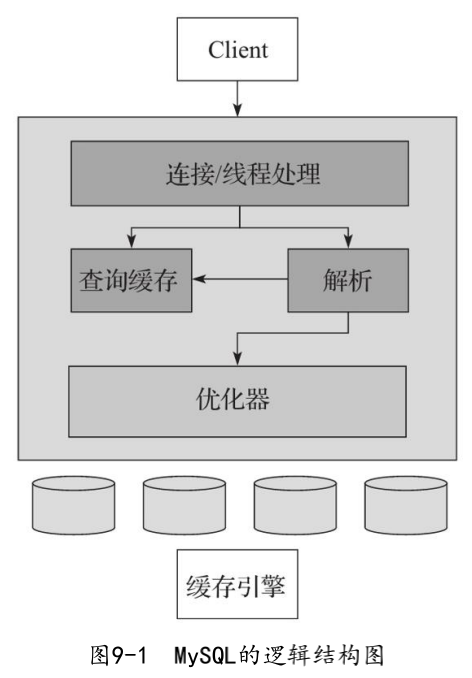 Client
连接/线程处理
查询缓存
解析
优化器
缓存引擎
图9-1 MySQL的逻辑结构图